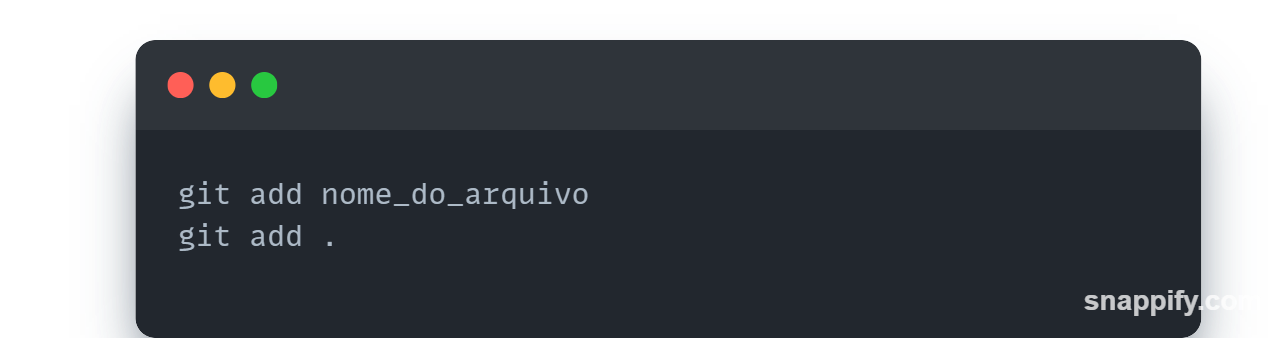 git add nome_do_arquivo
git add .
snappify.com